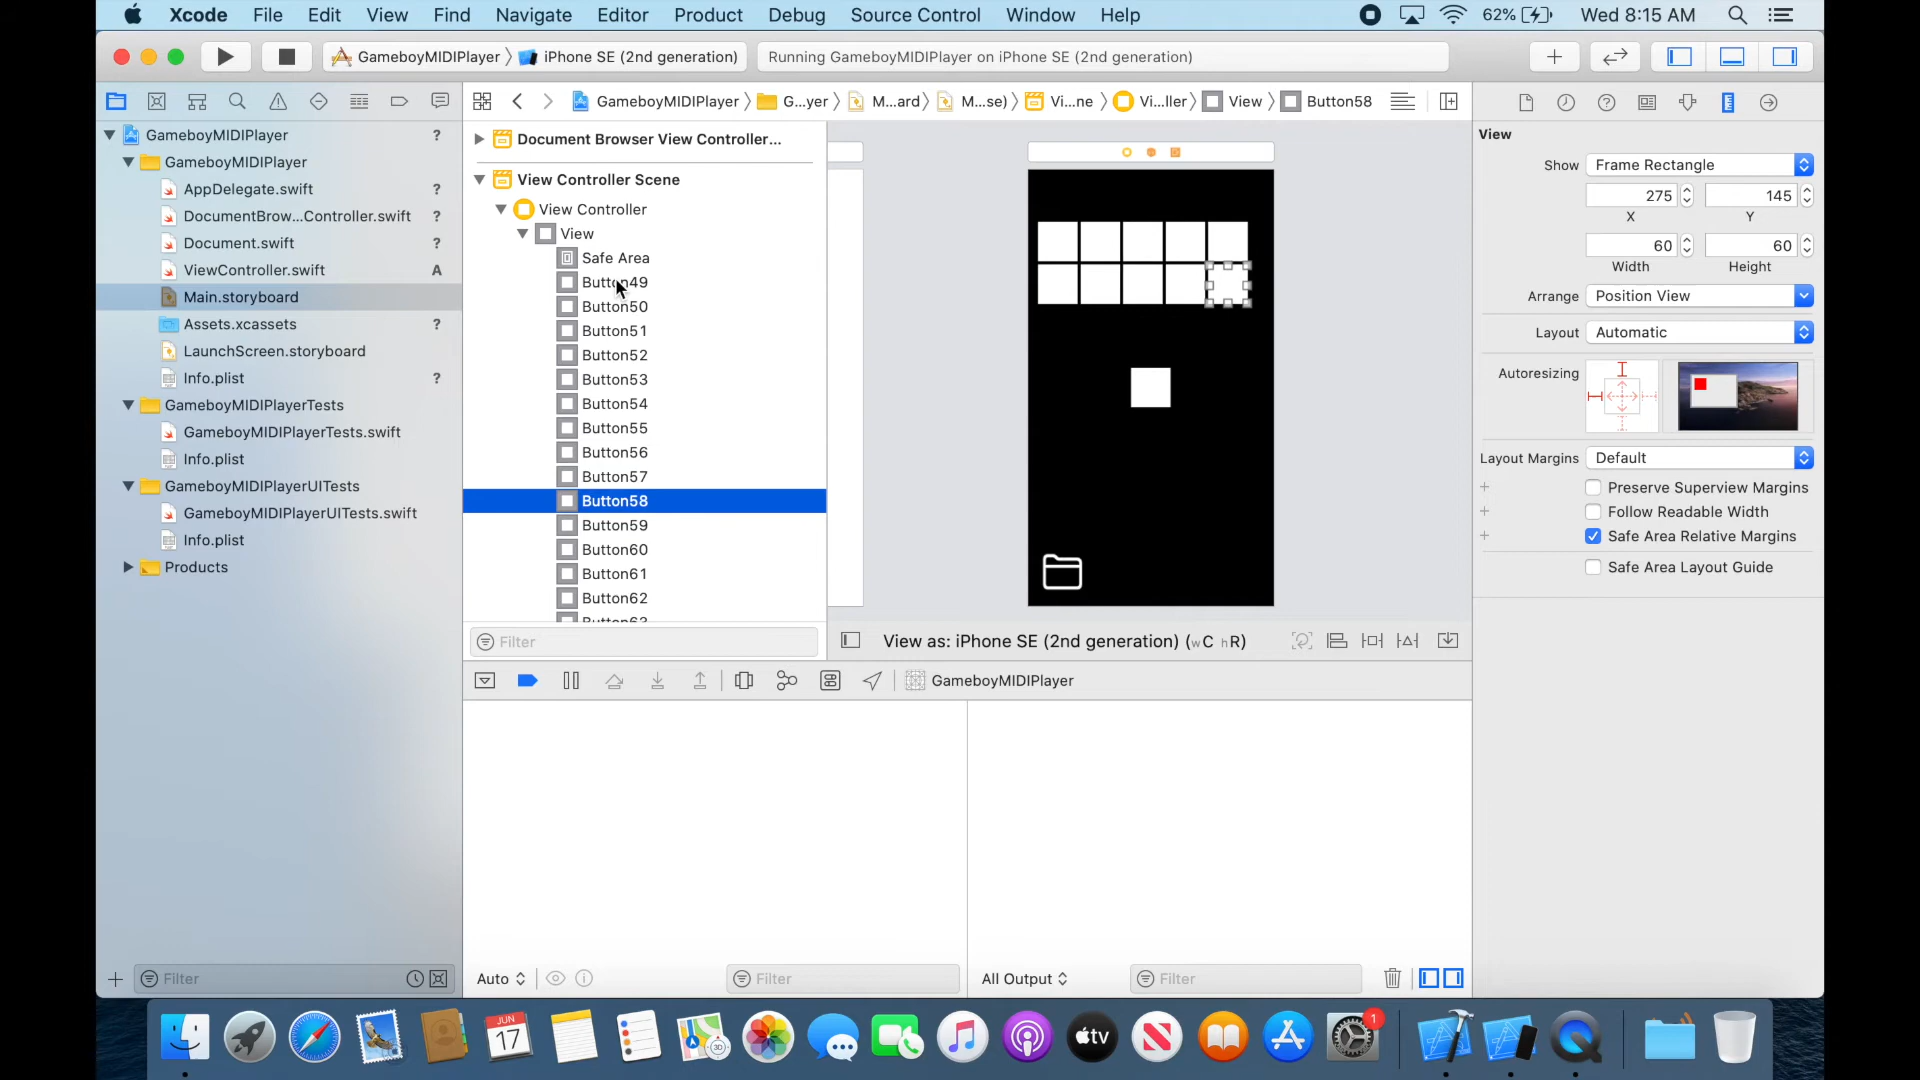 Xcode File Edit View Find Navigate Editor Product Debug Source Control Window Help 62% Wed 8:15 AM
GameboyMIDIPlayer iPhone SE (2nd generation) Running GameboyMIDIPlayer on iPhone SE (2nd generation)
GameboyMIDIPlayer G...yer M...ard M...se) Vi...ne Vi...ller View Button58
GameboyMIDIPlayer ?
GameboyMIDIPlayer
AppDelegate.swift ?
DocumentBrow...Controller.swift ?
Document.swift ?
ViewController.swift A
Main.storyboard
Assets.xcassets ?
LaunchScreen.storyboard
Info.plist ?
GameboyMIDIPlayerTests
GameboyMIDIPlayerTests.swift
Info.plist
GameboyMIDIPlayerUITests
GameboyMIDIPlayerUITests.swift
Info.plist
Products
Filter
Document Browser View Controller...
View Controller Scene
View Controller
View
Safe Area
Button49
Button50
Button51
Button52
Button53
Button54
Button55
Button56
Button57
Button58
Button59
Button60
Button61
Button62
Button63
Filter
View as: iPhone SE (2nd generation) (wC hR)
GameboyMIDIPlayer
Auto
Filter
All Output
Filter
View
Show Frame Rectangle
275 145
X Y
60 60
Width Height
Arrange Position View
Layout Automatic
Autoresizing
Layout Margins Default
Preserve Superview Margins
Follow Readable Width
Safe Area Relative Margins
Safe Area Layout Guide
JUN
17
3D
tv
1